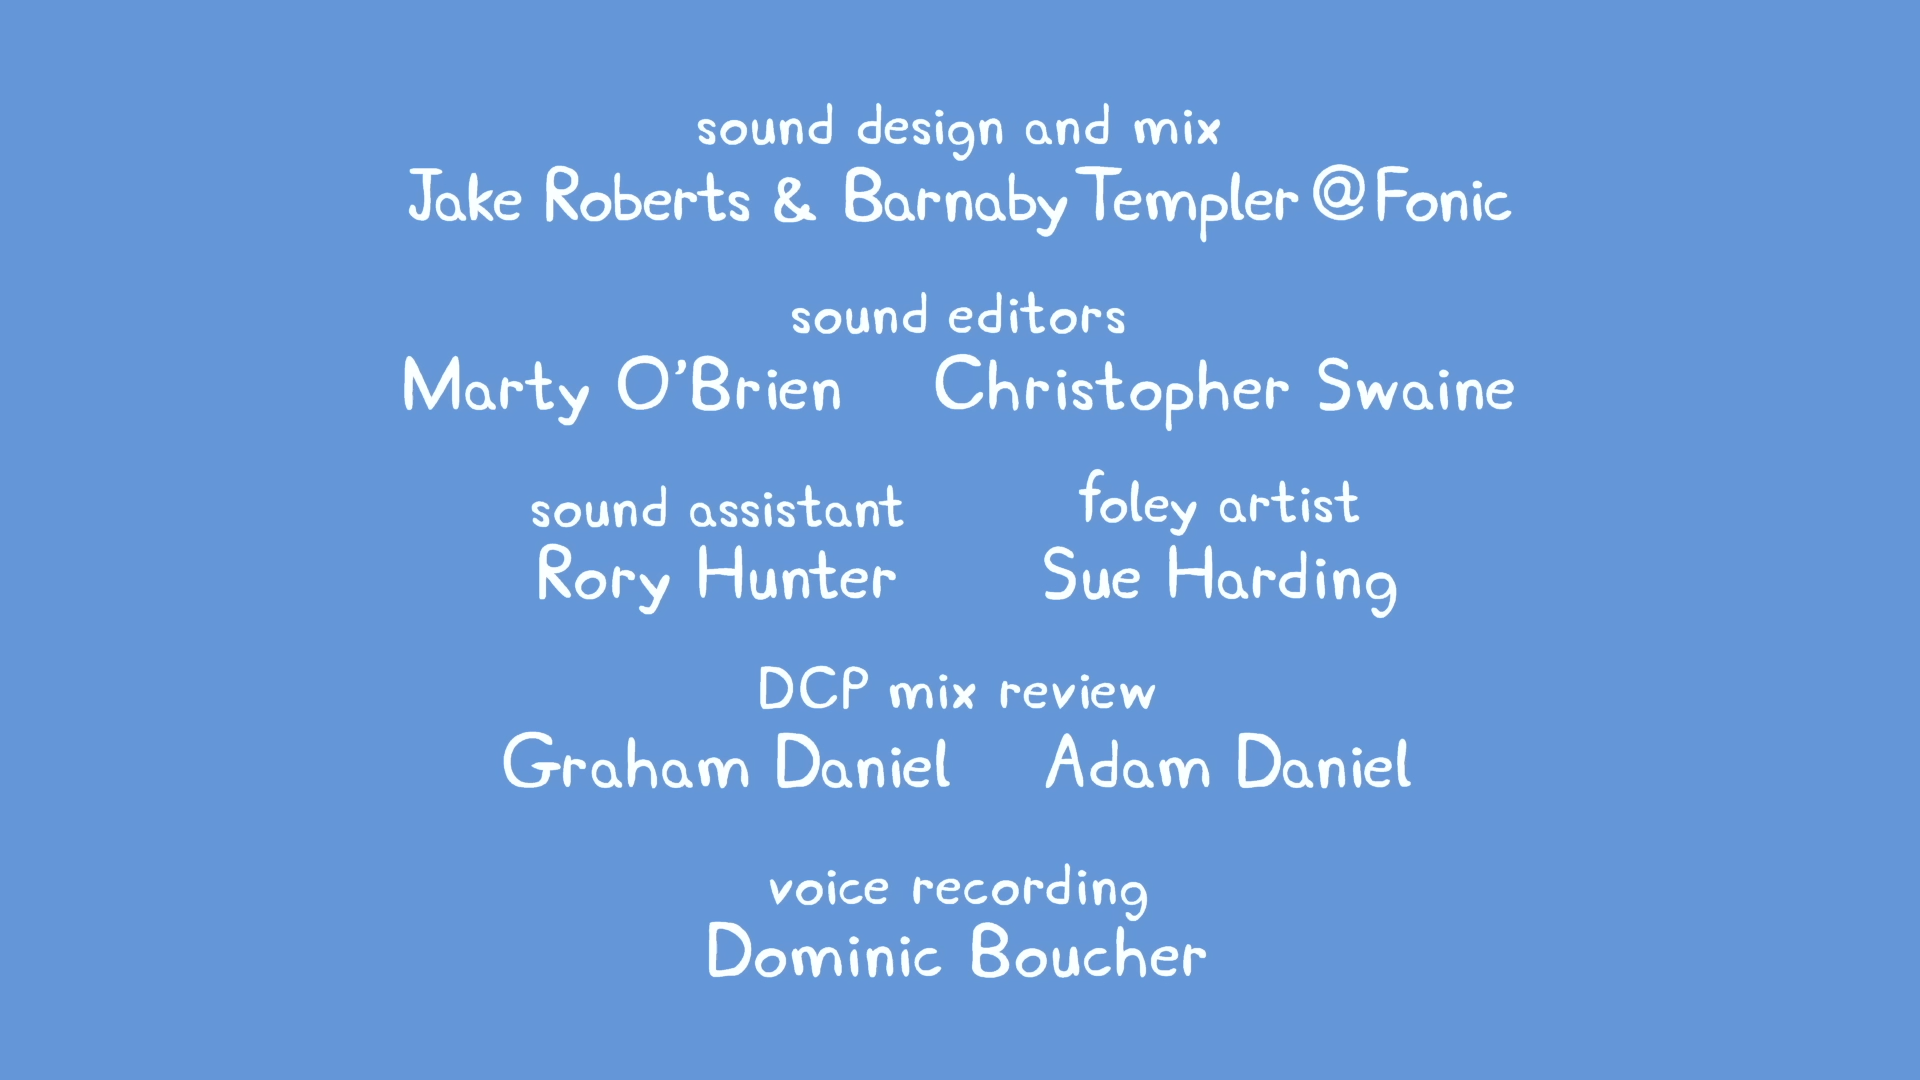 sound design and mix
Jake Roberts & Barnaby Templer @ Fonic
sound editors
Marty O'Brien Christopher Swaine
sound assistant foley artist
Rory Hunter Sue Harding
DCP mix review
Graham Daniel Adam Daniel
voice recording
Dominic Boucher